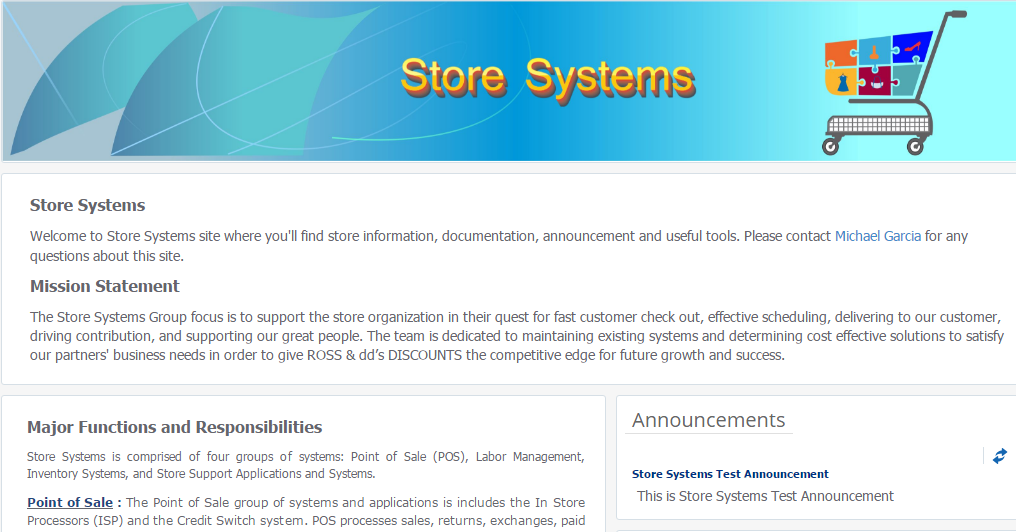 Store Systems
Store Systems
Welcome to Store Systems site where you'll find store information, documentation, announcement and useful tools. Please contact Michael Garcia for any
questions about this site.
Mission Statement
The Store Systems Group focus is to support the store organization in their quest for fast customer check out, effective scheduling, delivering to our customer,
driving contribution, and supporting our great people. The team is dedicated to maintaining existing systems and determining cost effective solutions to satisfy
our partners' business needs in order to give ROSS & dd’s DISCOUNTS the competitive edge for future growth and success.
Major Functions and Responsibilities
Store Systems is comprised of four groups of systems: Point of Sale (POS), Labor Management,
Inventory Systems, and Store Support Applications and Systems.
Point of Sale : The Point of Sale group of systems and applications is includes the In Store
Processors (ISP) and the Credit Switch system. POS processes sales, returns, exchanges, paid
Announcements
Store Systems Test Announcement
This is Store Systems Test Announcement